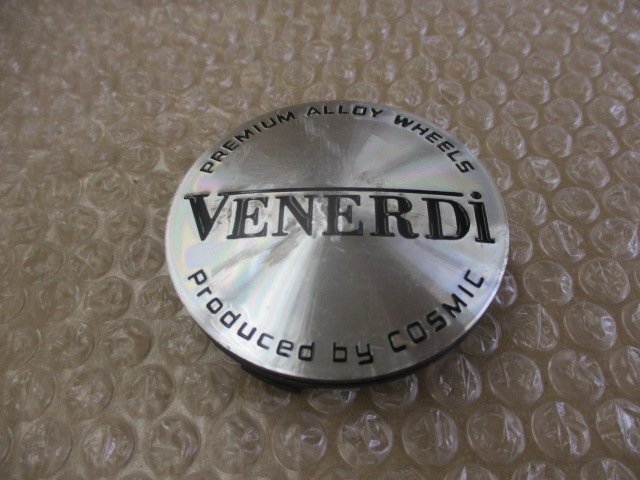 PREMIUM ALLOY WHEELS
VENERDi
Produced by COSMIC